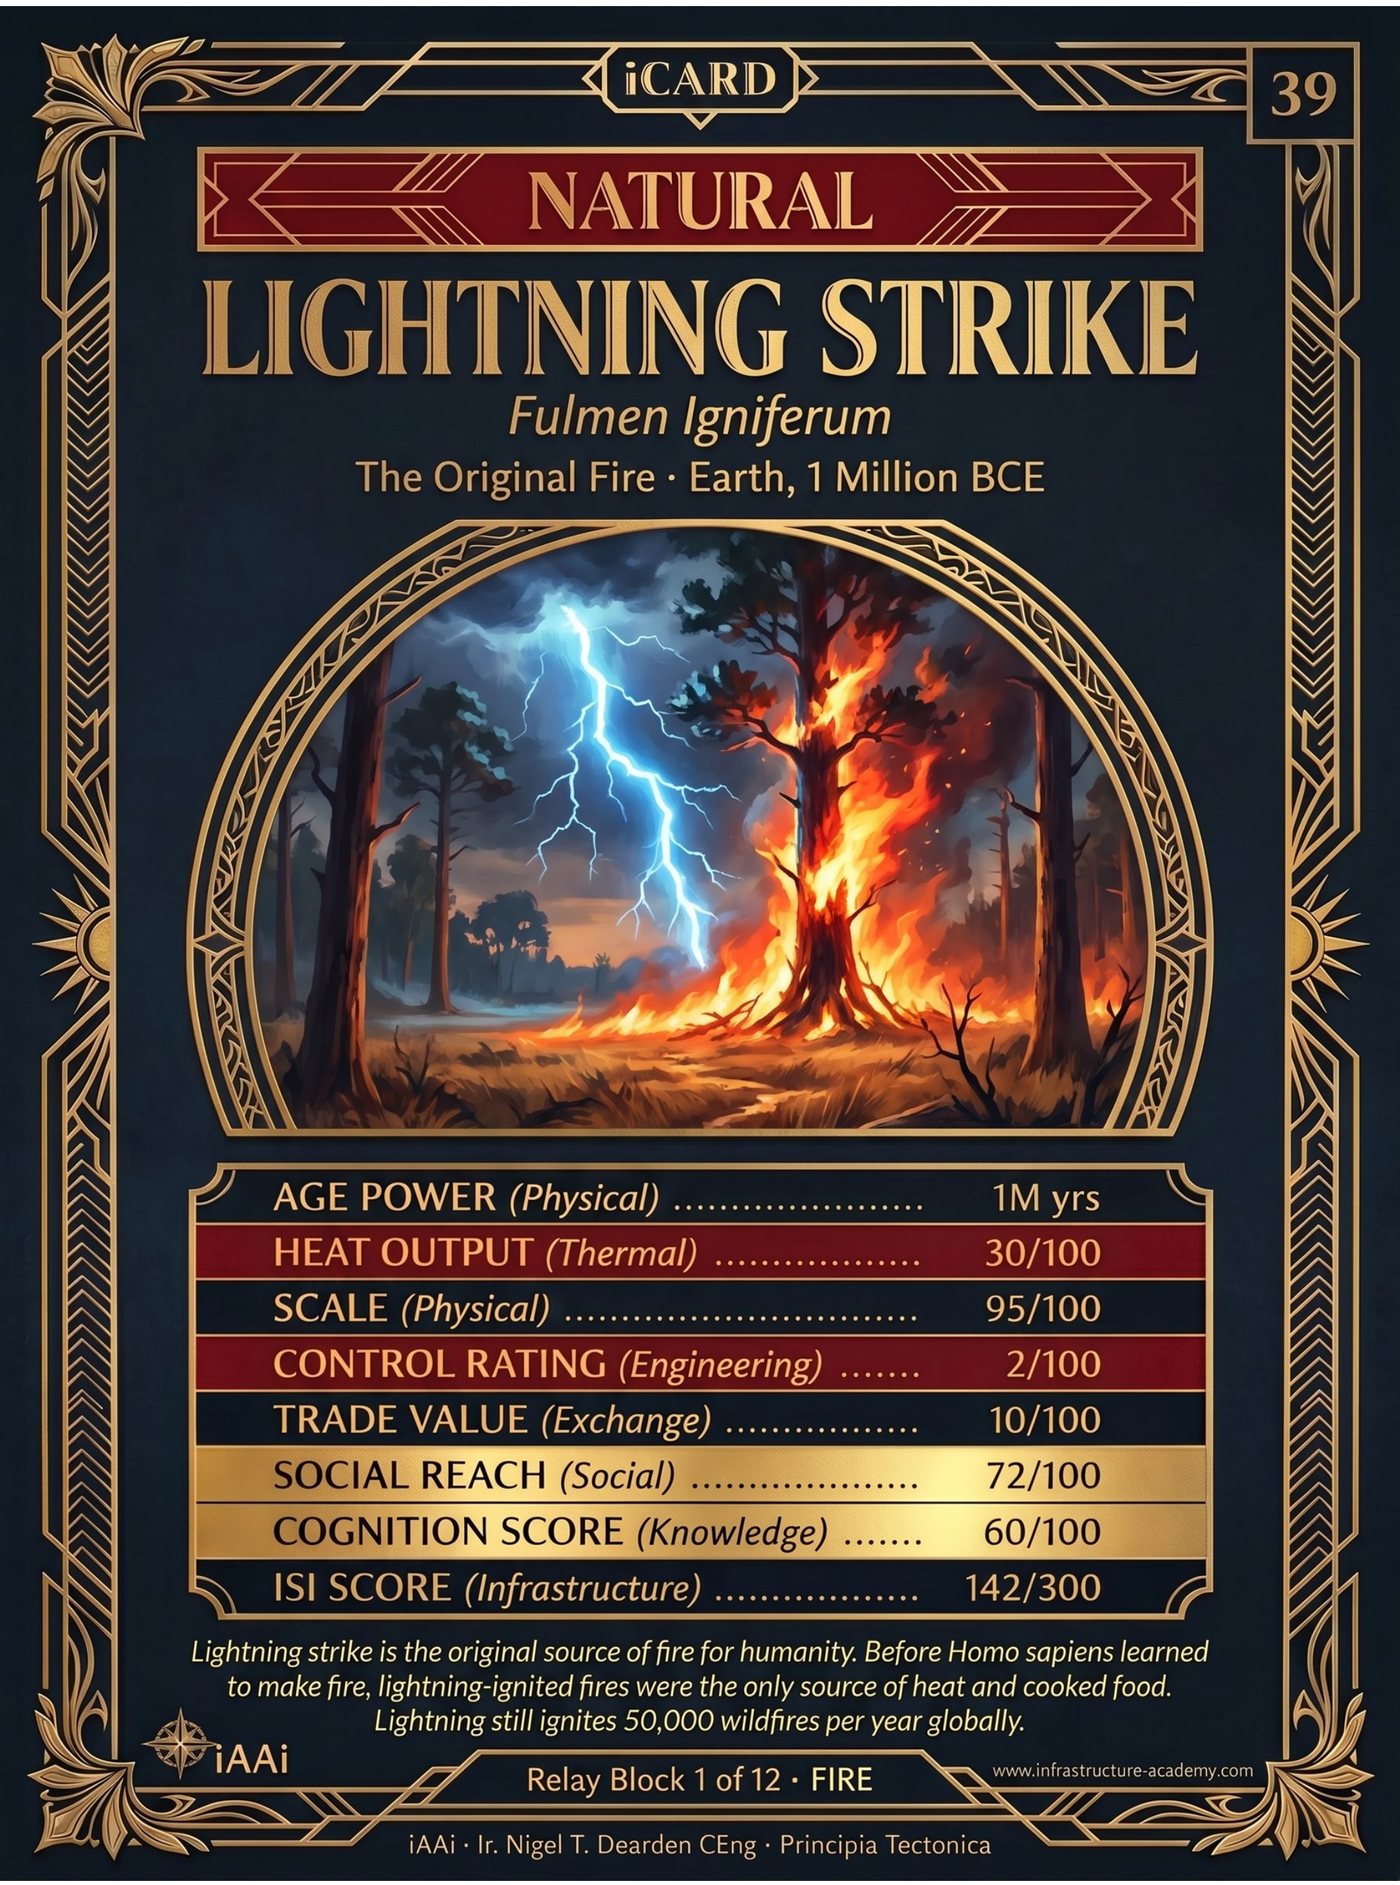 iCARD
39
NATURAL
LIGHTNING STRIKE
Fulmen Igniferum
The Original Fire · Earth, 1 Million BCE
AGE POWER (Physical) ...................... 1M yrs
HEAT OUTPUT (Thermal) .................. 30/100
SCALE (Physical) ............................... 95/100
CONTROL RATING (Engineering) ....... 2/100
TRADE VALUE (Exchange) ................. 10/100
SOCIAL REACH (Social) .................... 72/100
COGNITION SCORE (Knowledge) ....... 60/100
ISI SCORE (Infrastructure) .................. 142/300
Lightning strike is the original source of fire for humanity. Before Homo sapiens learned
to make fire, lightning-ignited fires were the only source of heat and cooked food.
Lightning still ignites 50,000 wildfires per year globally.
iAAi
Relay Block 1 of 12 · FIRE
www.infrastructure-academy.com
iAAi · Ir. Nigel T. Dearden CEng · Principia Tectonica